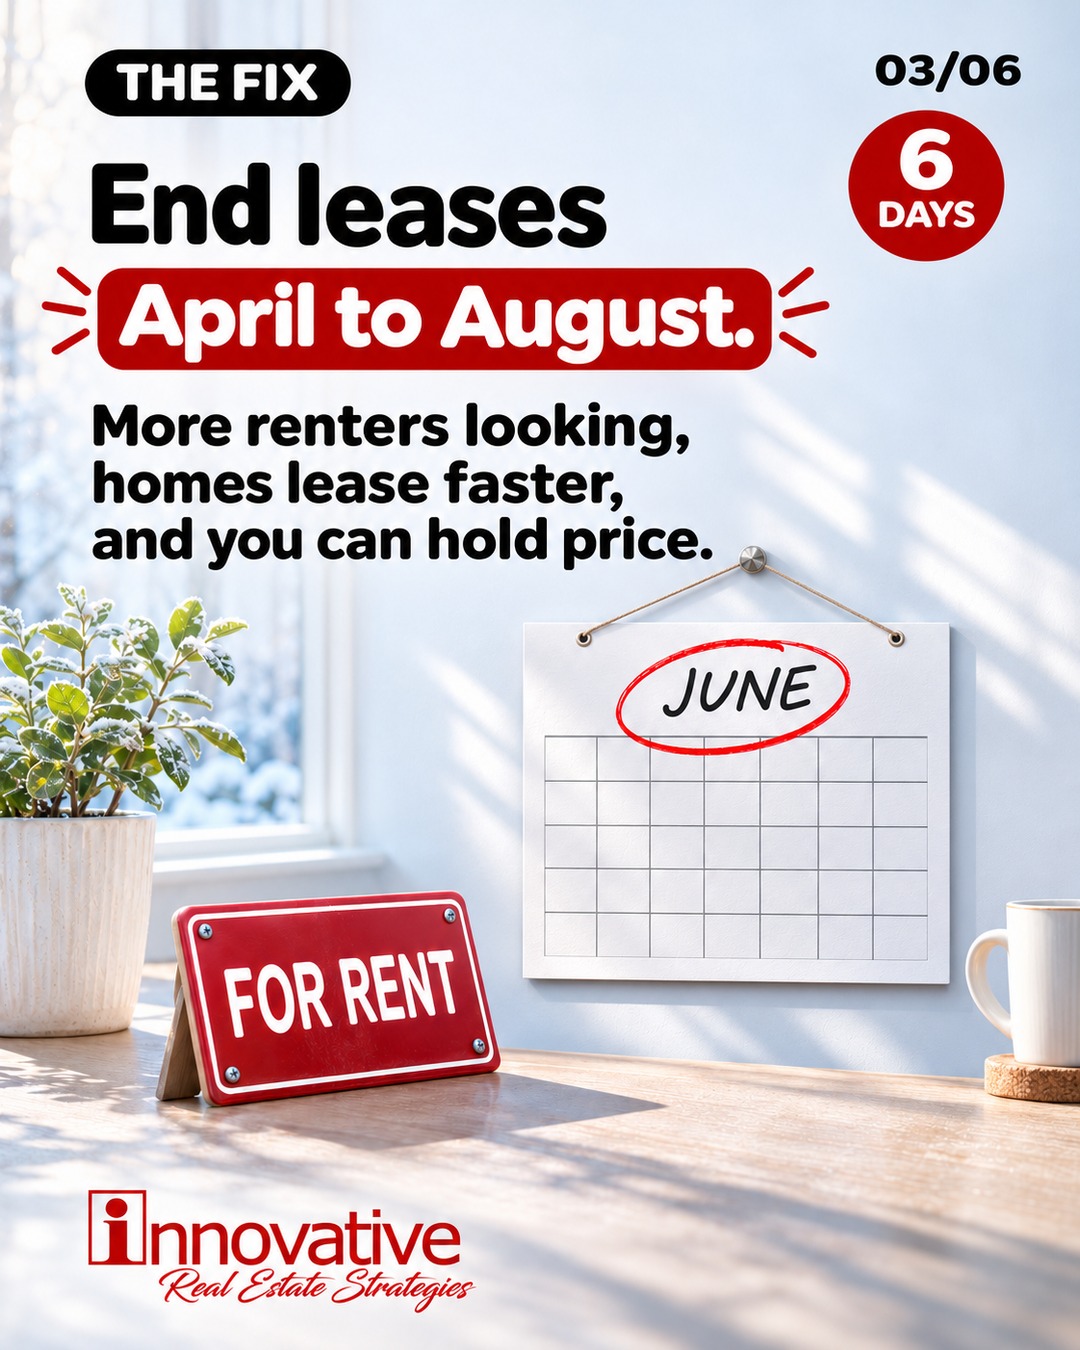 THE FIX
03/06
6
DAYS
End leases
April to August.
More renters looking,
homes lease faster,
and you can hold price.
JUNE
FOR RENT
innovative
Real Estate Strategies